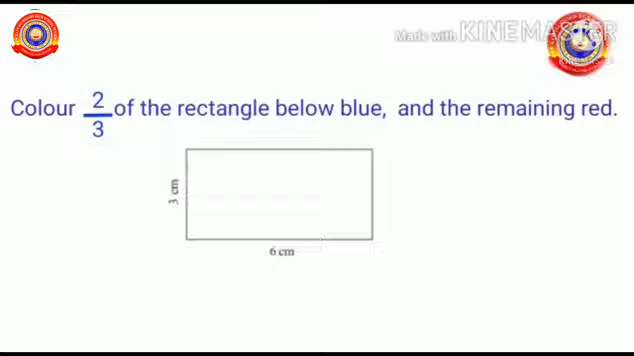 Made with KINEMASTER
Colour 2/3 of the rectangle below blue, and the remaining red.
3 cm
6 cm